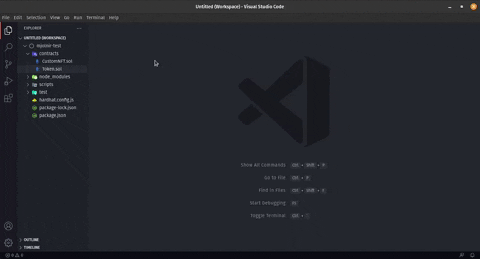 Untitled (Workspace) - Visual Studio Code
File Edit Selection View Go Run Terminal Help
EXPLORER
UNTITLED (WORKSPACE)
contracts
CustomNFT.sol
Token.sol
node_modules
scripts
test
hardhat.config.js
package-lock.json
package.json
Show All Commands Ctrl + Shift + P
Go to File Ctrl + P
Find in Files Ctrl + Shift + F
Start Debugging F5
Toggle Terminal Ctrl +
OUTLINE
TIMELINE
0 0